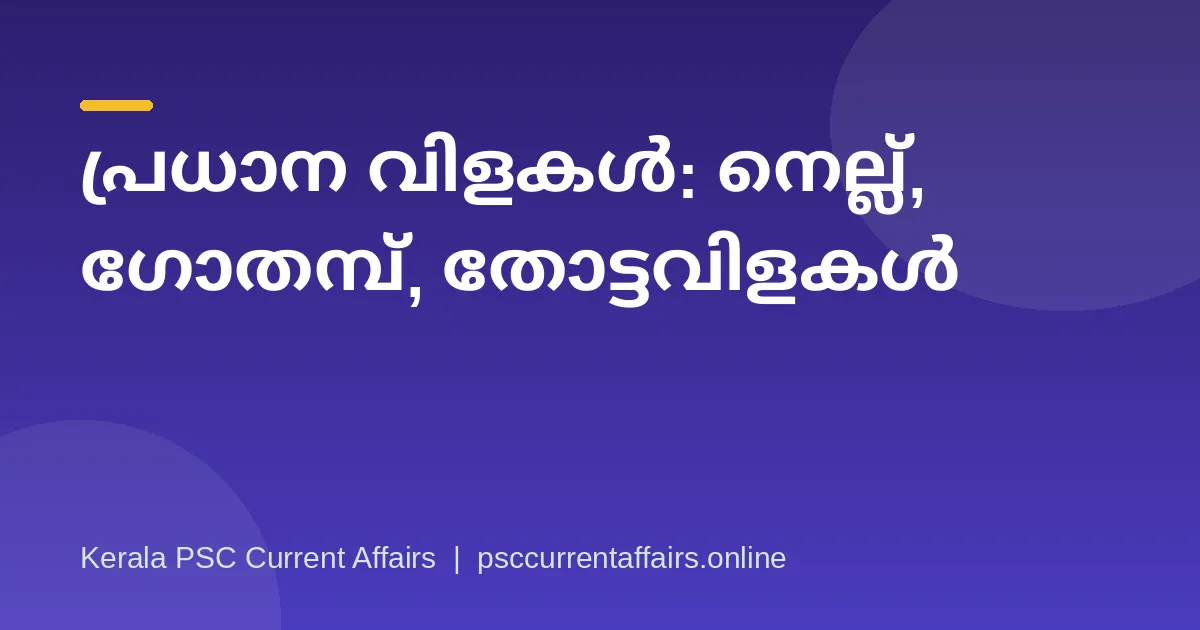 പ്രധാന വിളകൾ: നെല്ല്,
ഗോതമ്പ്, തോട്ടവിളകൾ
Kerala PSC Current Affairs | psccurrentaffairs.online